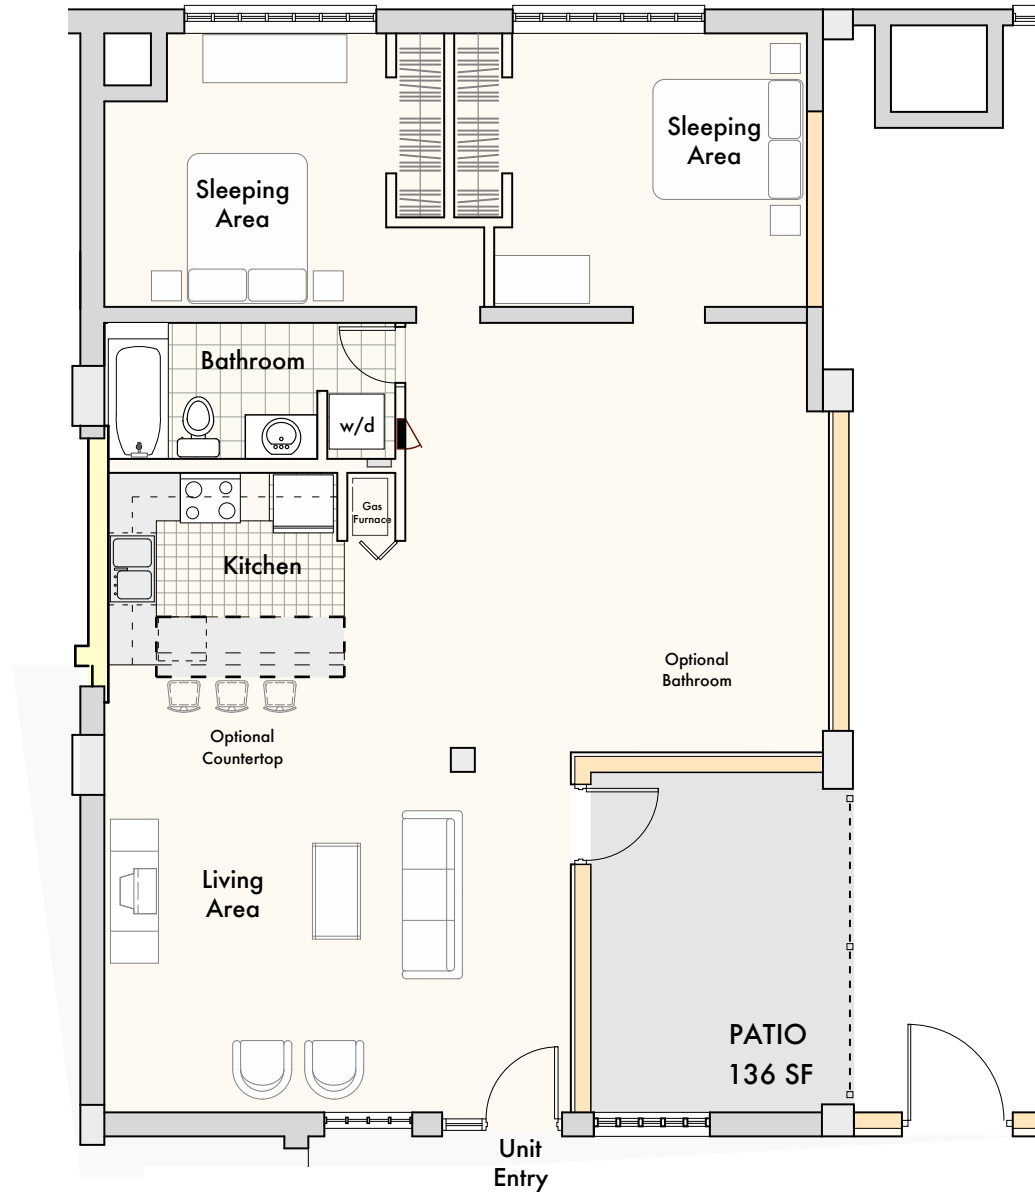 Sleeping
Area
Sleeping
Area
Bathroom
w/d
Gas
Furnace
Kitchen
Optional
Bathroom
Optional
Countertop
Living
Area
PATIO
136 SF
Unit
Entry